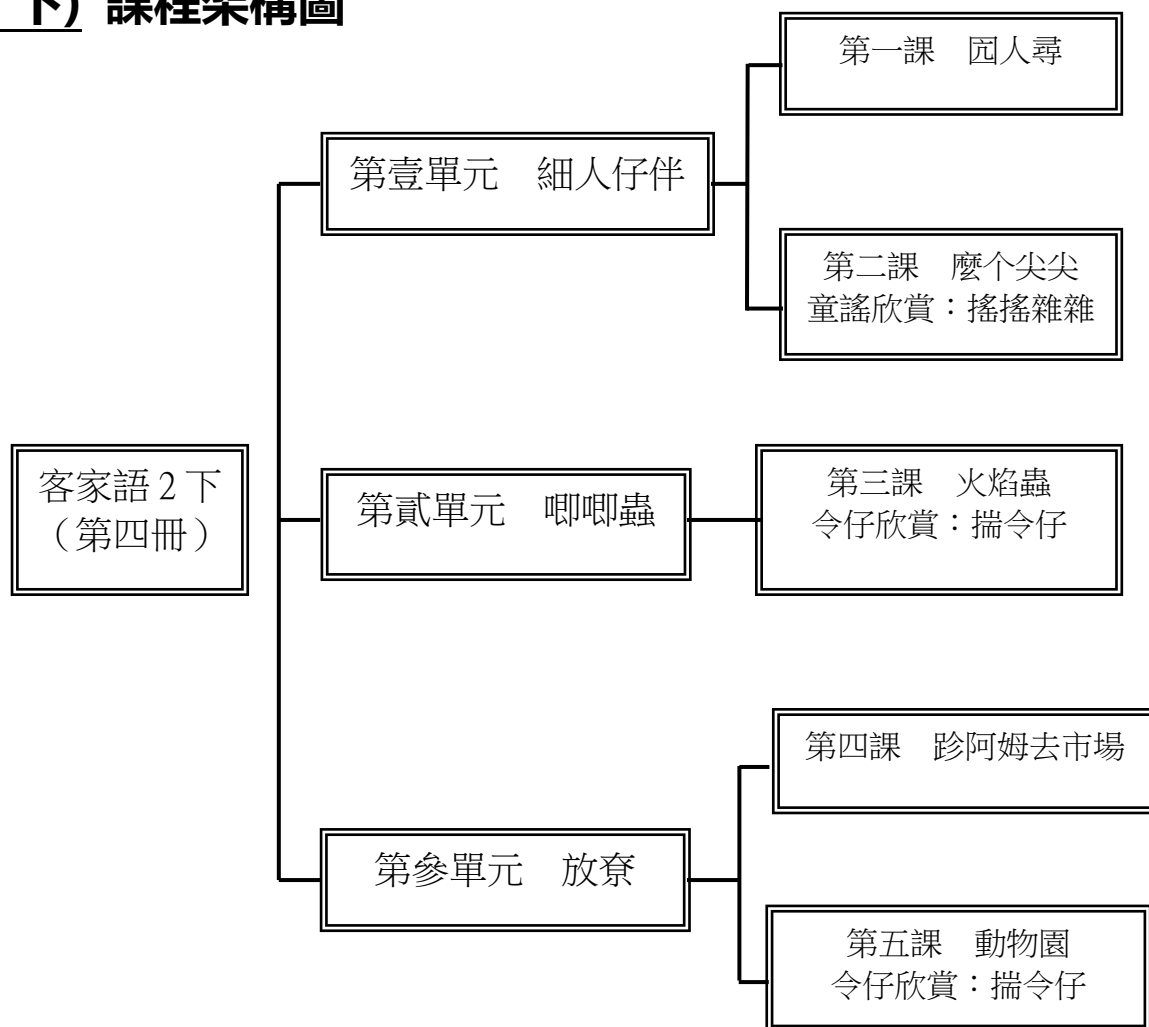 下) 課程架構圖
第一課　囥人尋
第壹單元　細人仔伴
第二課　麼个尖尖
童謠欣賞：搖搖雜雜
客家語２下
（第四冊）
第貳單元　唧唧蟲
第三課　火焰蟲
令仔欣賞：揣令仔
第四課　跈阿姆去市場
第參單元　放尞
第五課　動物園
令仔欣賞：揣令仔